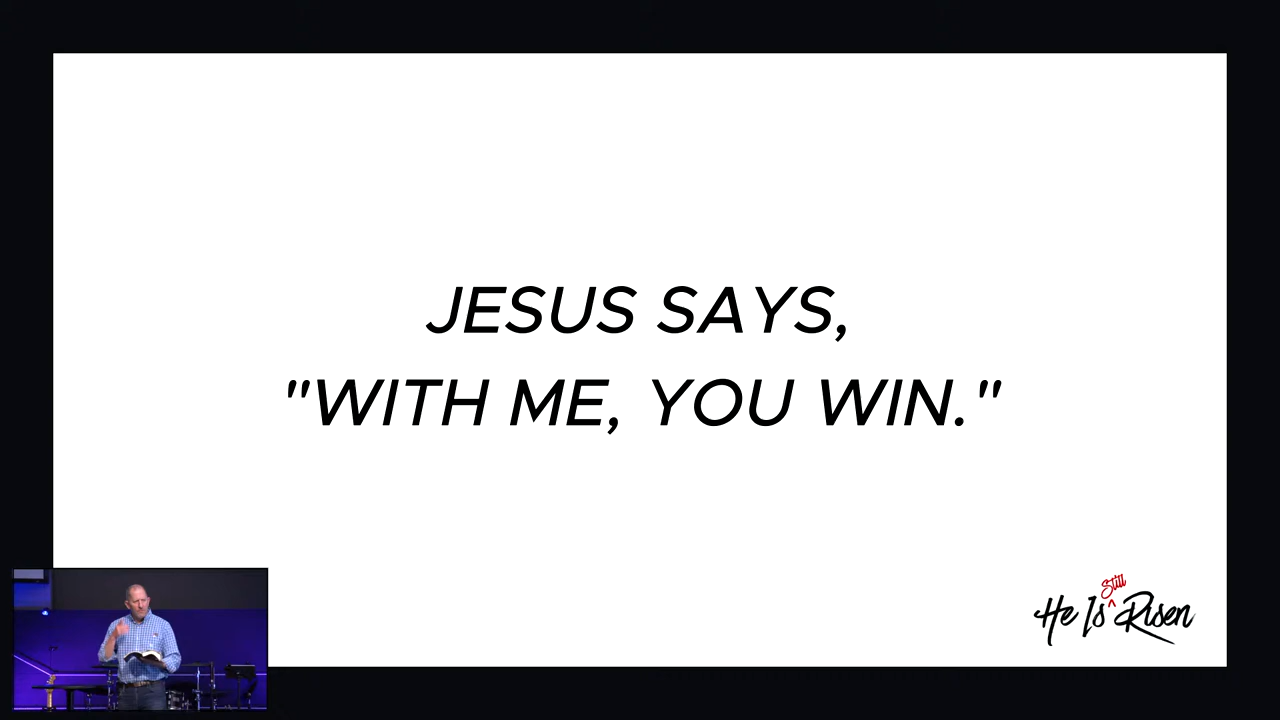 JESUS SAYS,
"WITH ME, YOU WIN."
Still
He Is ^ Risen